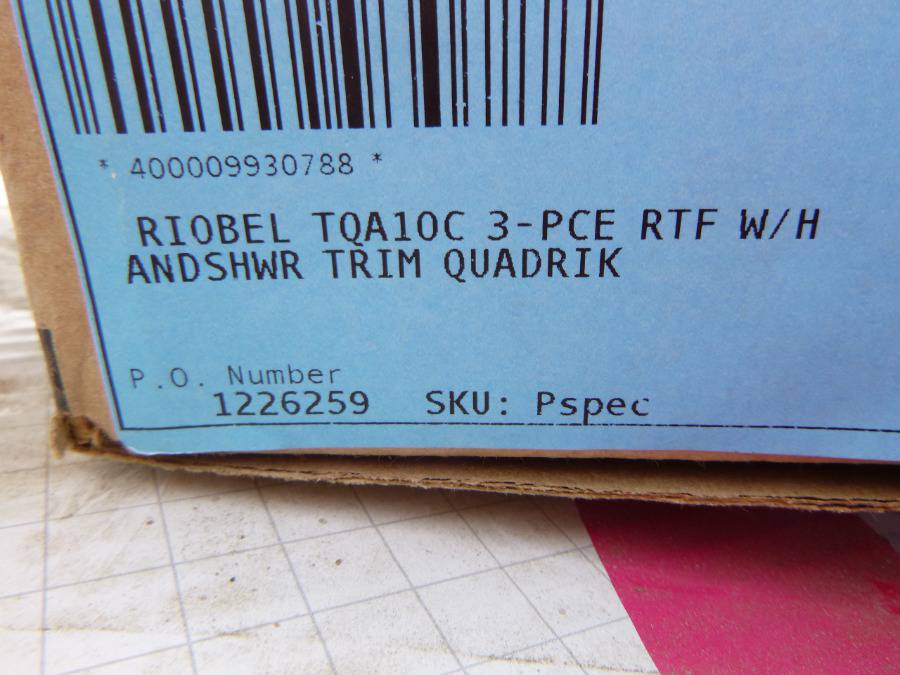 * 400009930788 *
RIOBEL TQA10C 3-PCE RTF W/H
ANDSHWR TRIM QUADRIK
P.O. Number
1226259 SKU: Pspec